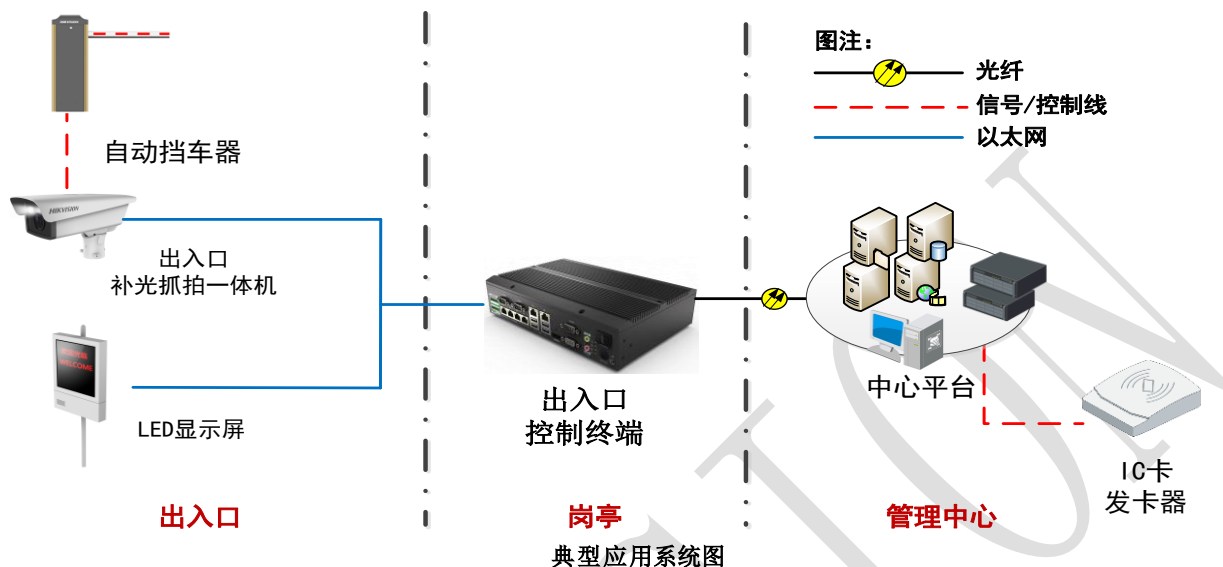 HIKVISION
图注：
光纤
信号/控制线
以太网
自动挡车器
HIKVISION
出入口
补光抓拍一体机
WELCOME
LED显示屏
出入口
控制终端
中心平台
IC卡
发卡器
出入口
岗亭
管理中心
典型应用系统图